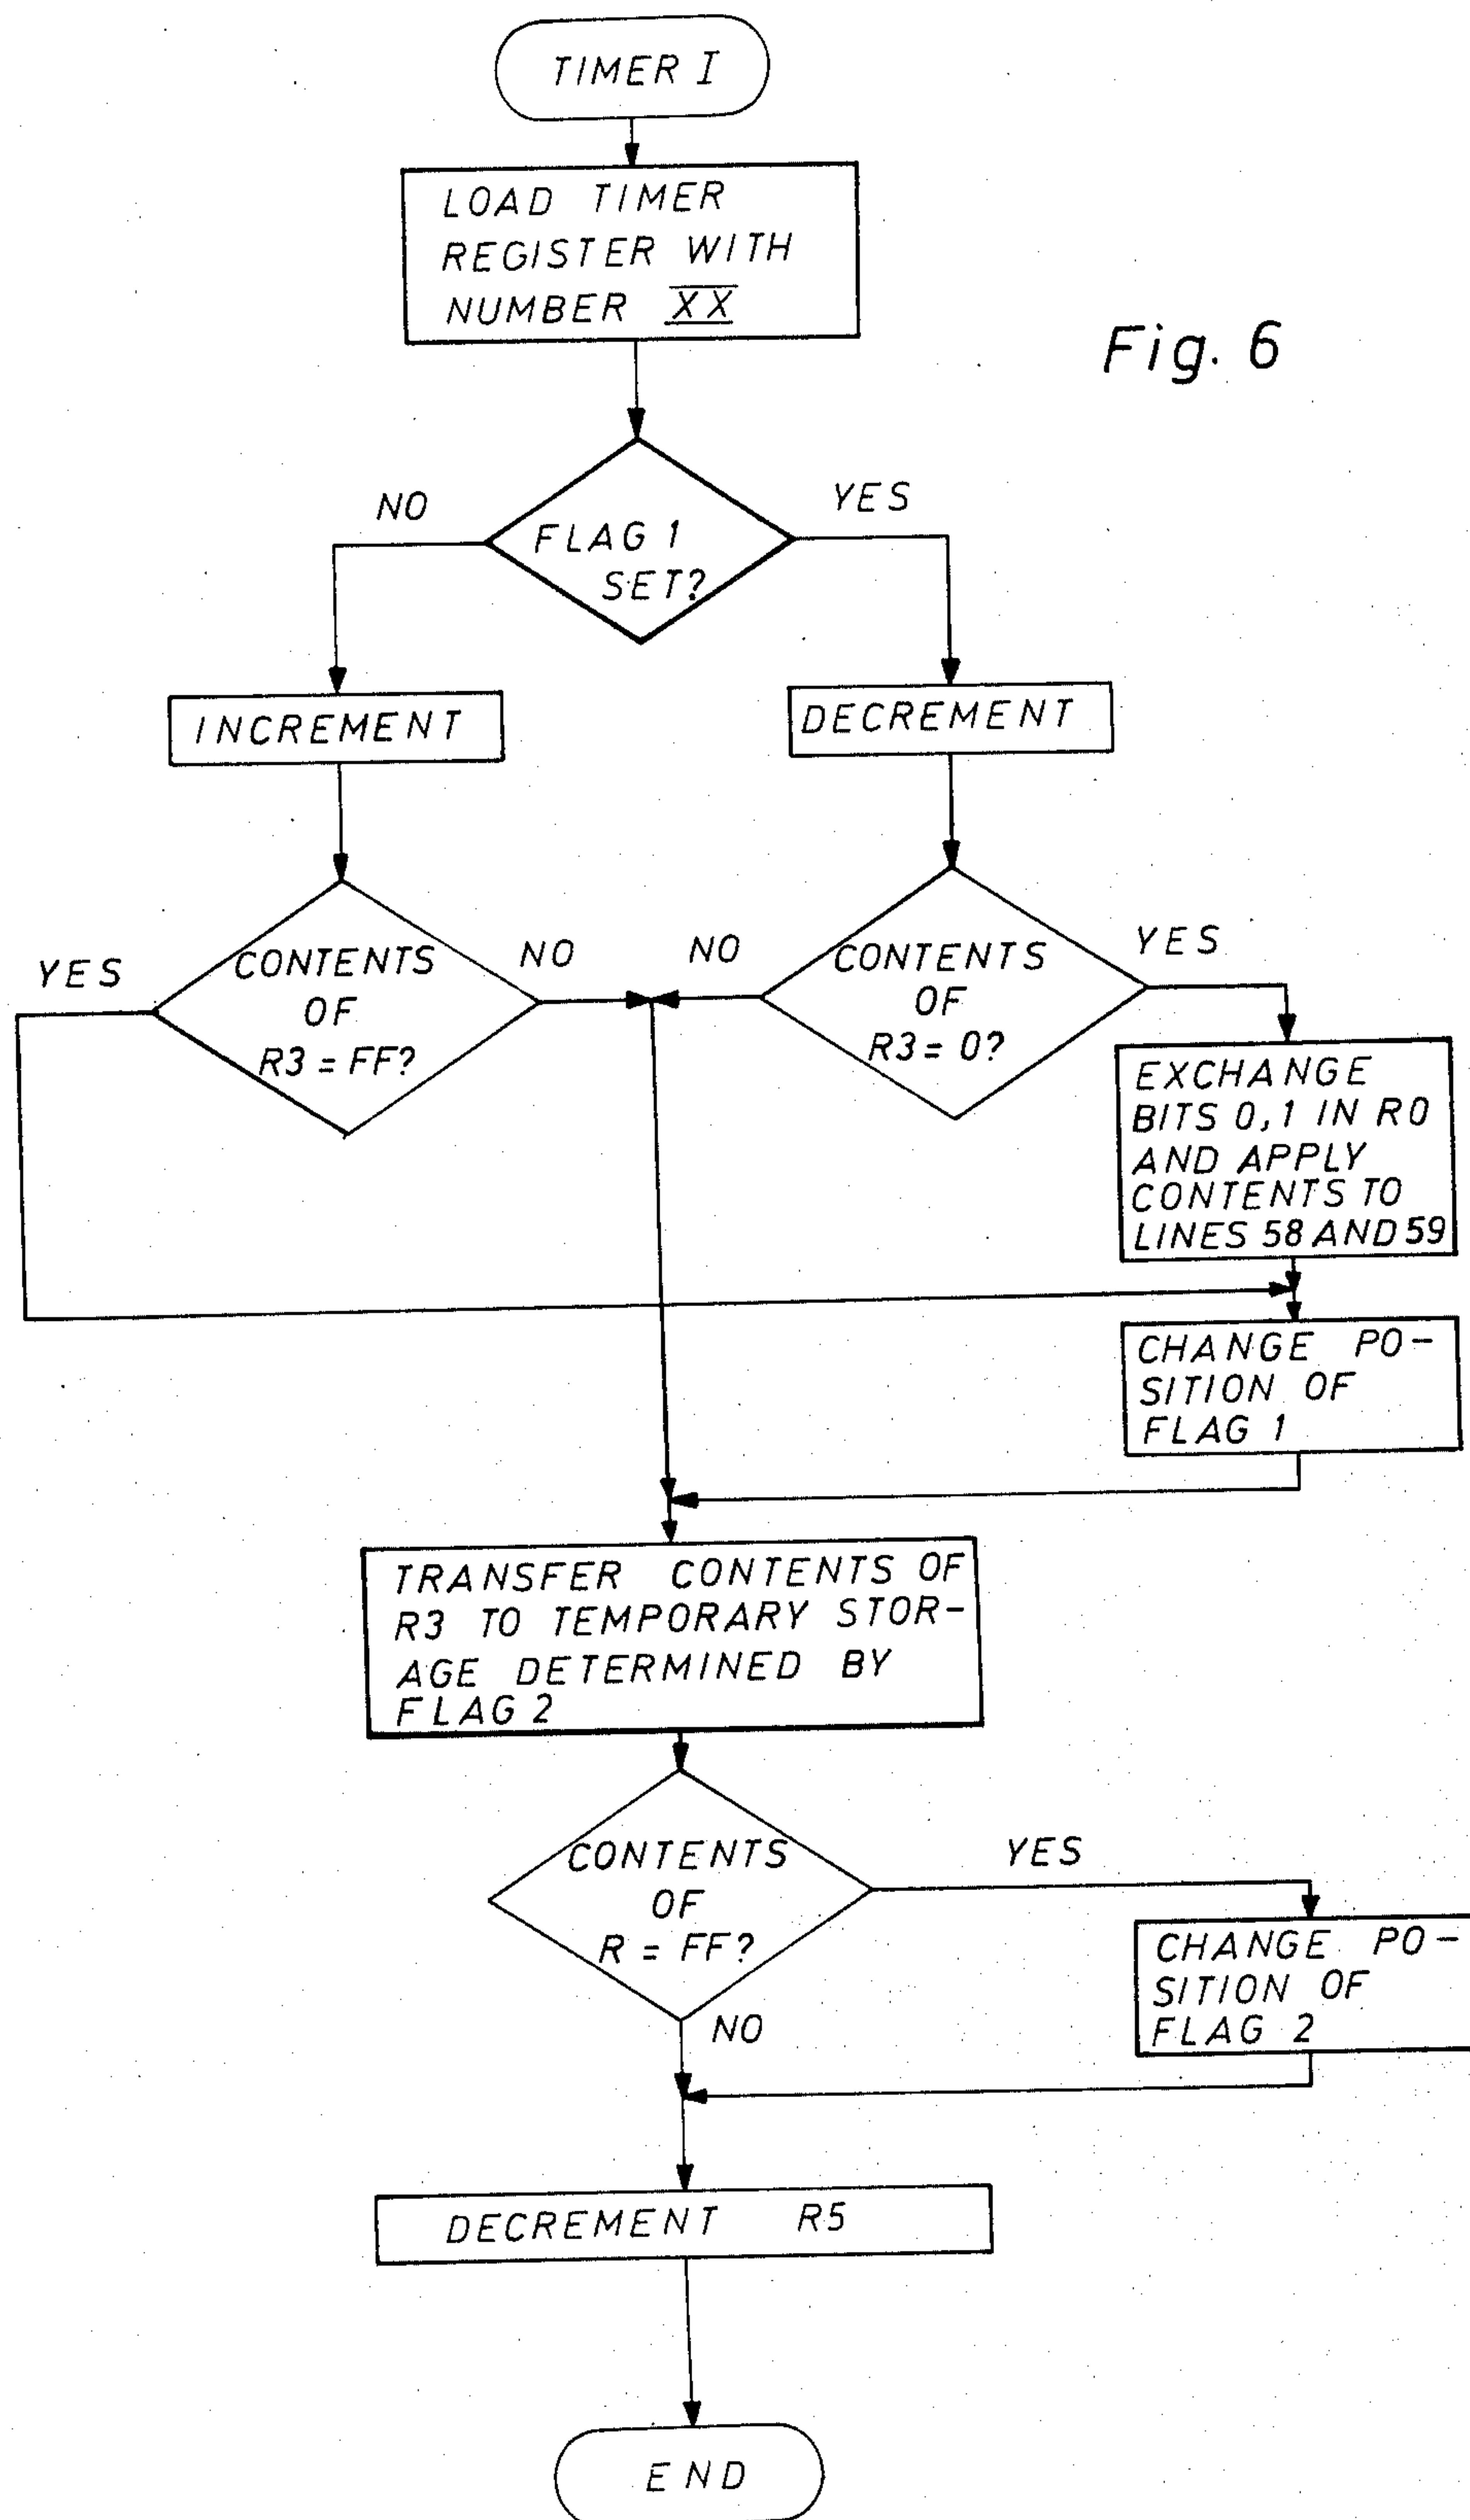 TIMER I
LOAD TIMER
REGISTER WITH
NUMBER XX
Fig. 6
NO
YES
FLAG 1
SET?
INCREMENT
DECREMENT
YES
CONTENTS
OF
R3 = FF?
NO
NO
CONTENTS
OF
R3 = 0?
YES
EXCHANGE
BITS 0,1 IN R0
AND APPLY
CONTENTS TO
LINES 58 AND 59
CHANGE PO-
SITION OF
FLAG 1
TRANSFER CONTENTS OF
R3 TO TEMPORARY STOR-
AGE DETERMINED BY
FLAG 2
CONTENTS
OF
R = FF?
YES
NO
CHANGE PO-
SITION OF
FLAG 2
DECREMENT R5
END